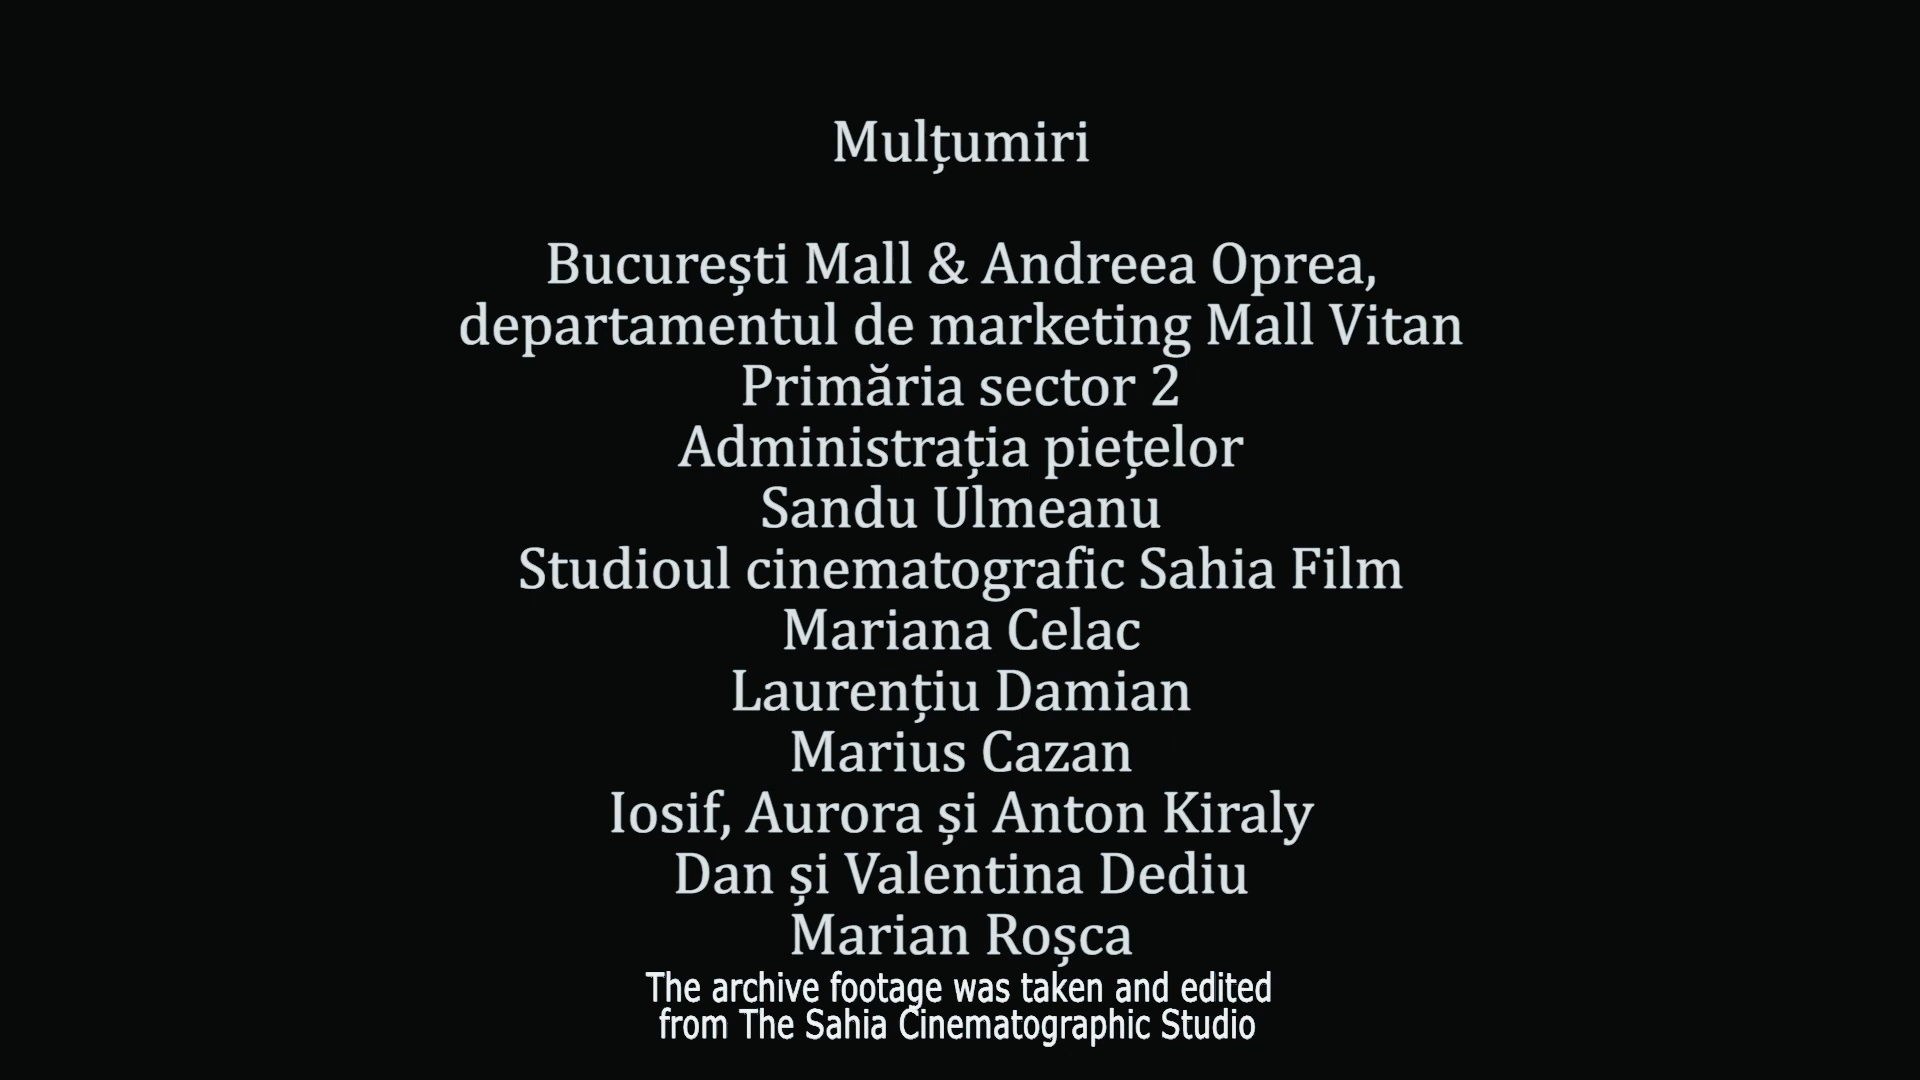 Mulțumiri
București Mall & Andreea Oprea,
departamentul de marketing Mall Vitan
Primăria sector 2
Administrația piețelor
Sandu Ulmeanu
Studioul cinematografic Sahia Film
Mariana Celac
Laurențiu Damian
Marius Cazan
Iosif, Aurora și Anton Kiraly
Dan și Valentina Dediu
Marian Roșca
The archive footage was taken and edited
from The Sahia Cinematographic Studio